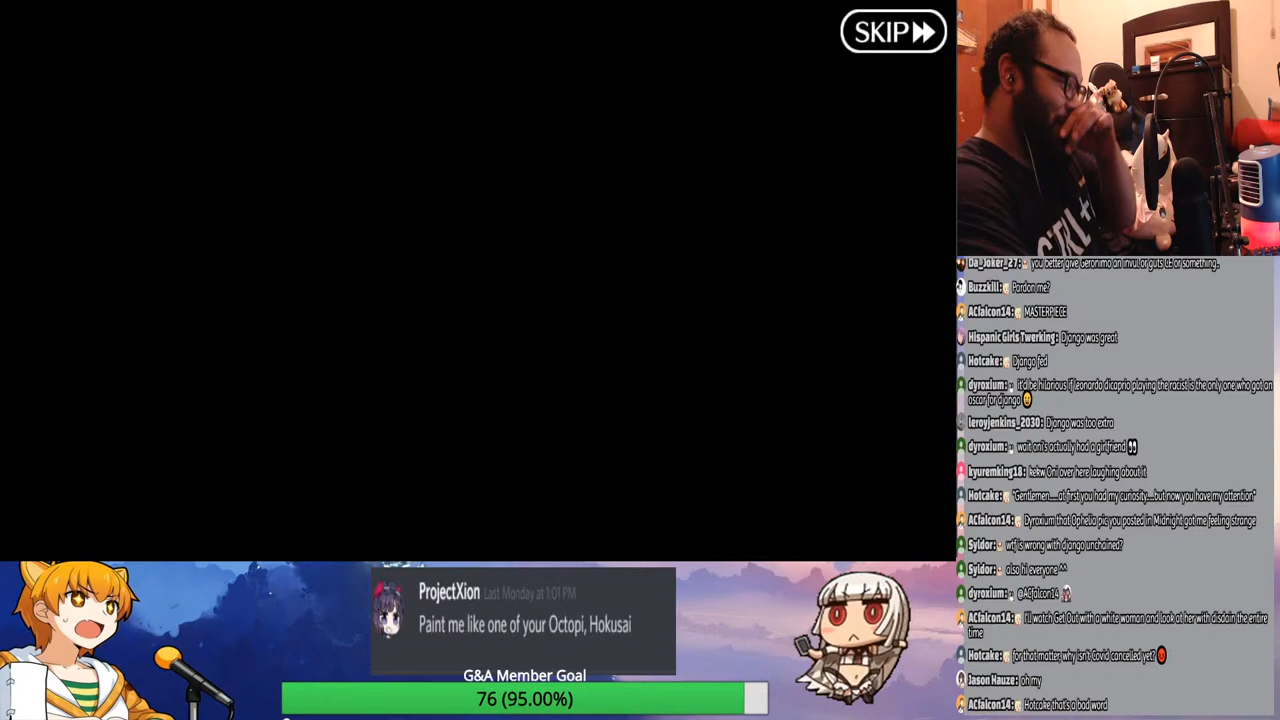 SKIP
CTRL+
Da_Joker_27: you better give Geronimo an invul or guts CE or something..
Buzzkill: Pardon me?
ACfalcon14: MASTERPIECE
Hispanic Girls Twerking: Django was great
Hotcake: Django fed
dyroxium: it'd be hilarious if leonardo dicaprio playing the racist is the only one who got an
oscar for django
leroyjenkins_2030: Django was too extra
dyroxium: wait oni's actually had a girlfriend
kyuremking18: kekw Oni over here laughing about it
Hotcake: "Gentlemen.....at first you had my curiosity.....but now you have my attention"
ACfalcon14: Dyroxium that Ophelia pic you posted in Midnight got me feeling strange
Syldor: wtf is wrong with django unchained?
Syldor: also hi everyone ^^
dyroxium: @ACfalcon14
ACfalcon14: I'll watch Get Out with a white woman and look at her with disdain the entire
time
Hotcake: for that matter, why isn't Covid cancelled yet?
Jason Hauze: oh my
ACfalcon14: Hotcake that's a bad word
ProjectXion Last Monday at 1:01 PM
Paint me like one of your Octopi, Hokusai
G&A Member Goal
76 (95.00%)